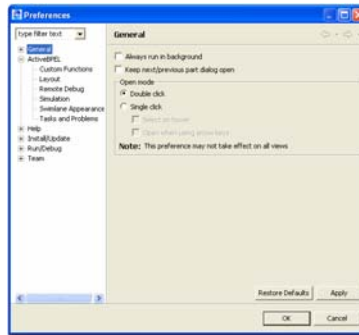 Preferences
type filter text
General
ActiveBPEL
Custom Functions
Layout
Remote Debug
Simulation
Swimlane Appearance
Tasks and Problems
Help
Install/Update
Run/Debug
Team
General
Always run in background
Keep next/previous part dialog open
Open mode
Double click
Single click
Select on hover
Open when using arrow keys
Note: This preference may not take effect on all views
Restore Defaults Apply
OK Cancel